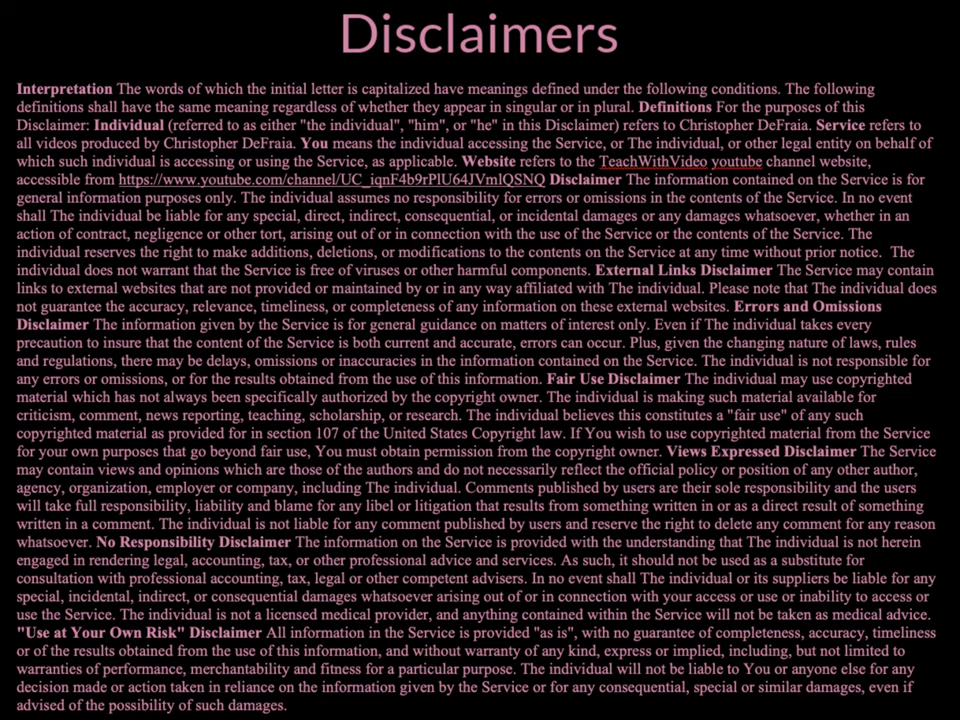 Disclaimers
Interpretation The words of which the initial letter is capitalized have meanings defined under the following conditions. The following
definitions shall have the same meaning regardless of whether they appear in singular or in plural. Definitions For the purposes of this
Disclaimer: Individual (referred to as either "the individual", "him", or "he" in this Disclaimer) refers to Christopher DeFraia. Service refers to
all videos produced by Christopher DeFraia. You means the individual accessing the Service, or The individual, or other legal entity on behalf of
which such individual is accessing or using the Service, as applicable. Website refers to the TeachWithVideo youtube channel website,
accessible from https://www.youtube.com/channel/UC_iqnF4b9rPlU64JVmlQSNQ Disclaimer The information contained on the Service is for
general information purposes only. The individual assumes no responsibility for errors or omissions in the contents of the Service. In no event
shall The individual be liable for any special, direct, indirect, consequential, or incidental damages or any damages whatsoever, whether in an
action of contract, negligence or other tort, arising out of or in connection with the use of the Service or the contents of the Service. The
individual reserves the right to make additions, deletions, or modifications to the contents on the Service at any time without prior notice. The
individual does not warrant that the Service is free of viruses or other harmful components. External Links Disclaimer The Service may contain
links to external websites that are not provided or maintained by or in any way affiliated with The individual. Please note that The individual does
not guarantee the accuracy, relevance, timeliness, or completeness of any information on these external websites. Errors and Omissions
Disclaimer The information given by the Service is for general guidance on matters of interest only. Even if The individual takes every
precaution to insure that the content of the Service is both current and accurate, errors can occur. Plus, given the changing nature of laws, rules
and regulations, there may be delays, omissions or inaccuracies in the information contained on the Service. The individual is not responsible for
any errors or omissions, or for the results obtained from the use of this information. Fair Use Disclaimer The individual may use copyrighted
material which has not always been specifically authorized by the copyright owner. The individual is making such material available for
criticism, comment, news reporting, teaching, scholarship, or research. The individual believes this constitutes a "fair use" of any such
copyrighted material as provided for in section 107 of the United States Copyright law. If You wish to use copyrighted material from the Service
for your own purposes that go beyond fair use, You must obtain permission from the copyright owner. Views Expressed Disclaimer The Service
may contain views and opinions which are those of the authors and do not necessarily reflect the official policy or position of any other author,
agency, organization, employer or company, including The individual. Comments published by users are their sole responsibility and the users
will take full responsibility, liability and blame for any libel or litigation that results from something written in or as a direct result of something
written in a comment. The individual is not liable for any comment published by users and reserve the right to delete any comment for any reason
whatsoever. No Responsibility Disclaimer The information on the Service is provided with the understanding that The individual is not herein
engaged in rendering legal, accounting, tax, or other professional advice and services. As such, it should not be used as a substitute for
consultation with professional accounting, tax, legal or other competent advisers. In no event shall The individual or its suppliers be liable for any
special, incidental, indirect, or consequential damages whatsoever arising out of or in connection with your access or use or inability to access or
use the Service. The individual is not a licensed medical provider, and anything contained within the Service will not be taken as medical advice.
"Use at Your Own Risk" Disclaimer All information in the Service is provided "as is", with no guarantee of completeness, accuracy, timeliness
or of the results obtained from the use of this information, and without warranty of any kind, express or implied, including, but not limited to
warranties of performance, merchantability and fitness for a particular purpose. The individual will not be liable to You or anyone else for any
decision made or action taken in reliance on the information given by the Service or for any consequential, special or similar damages, even if
advised of the possibility of such damages.